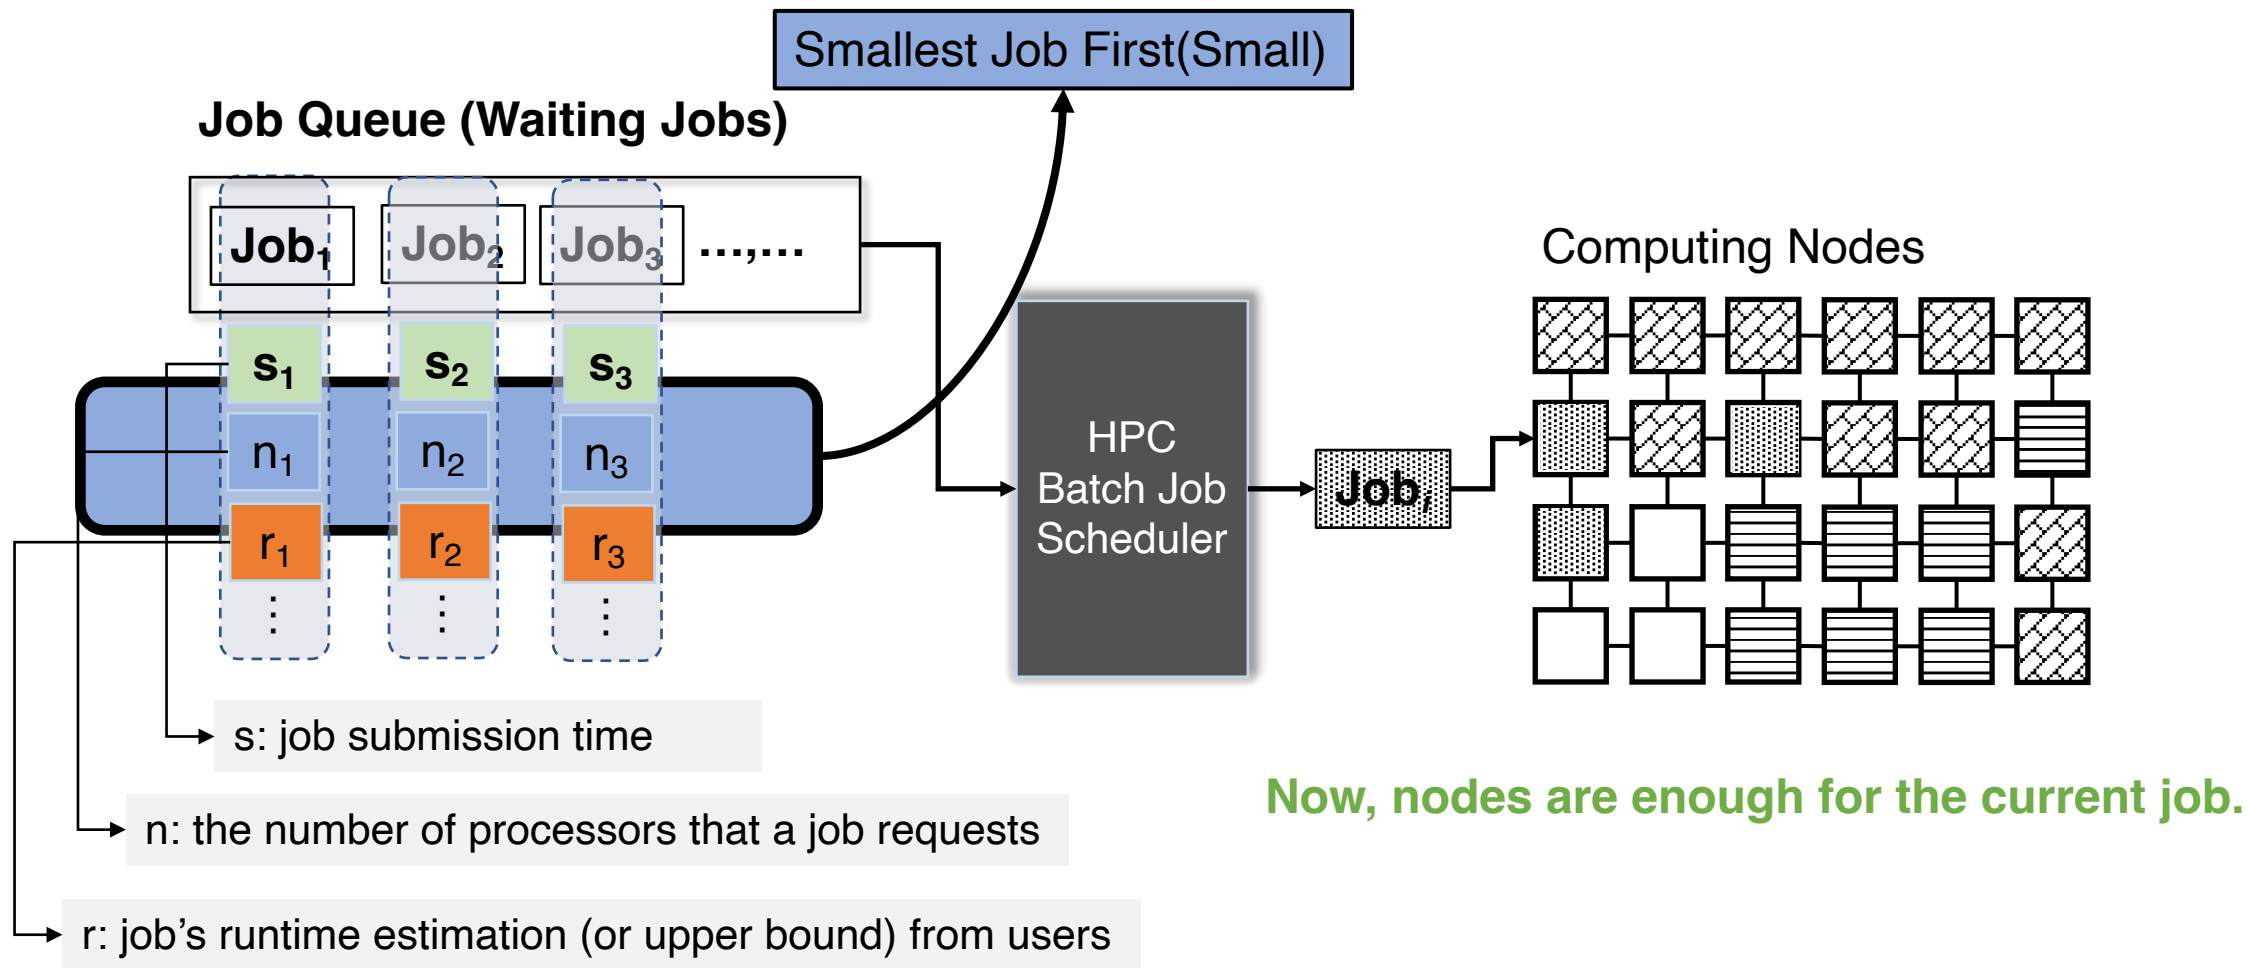 Smallest Job First(Small)
Job Queue (Waiting Jobs)
Job₁ Job₂ Job₃ ...,...
Computing Nodes
s₁ s₂ s₃
n₁ n₂ n₃
r₁ r₂ r₃
⋮ ⋮ ⋮
HPC
Batch Job
Scheduler
Jobᵢ
s: job submission time
n: the number of processors that a job requests
r: job’s runtime estimation (or upper bound) from users
Now, nodes are enough for the current job.